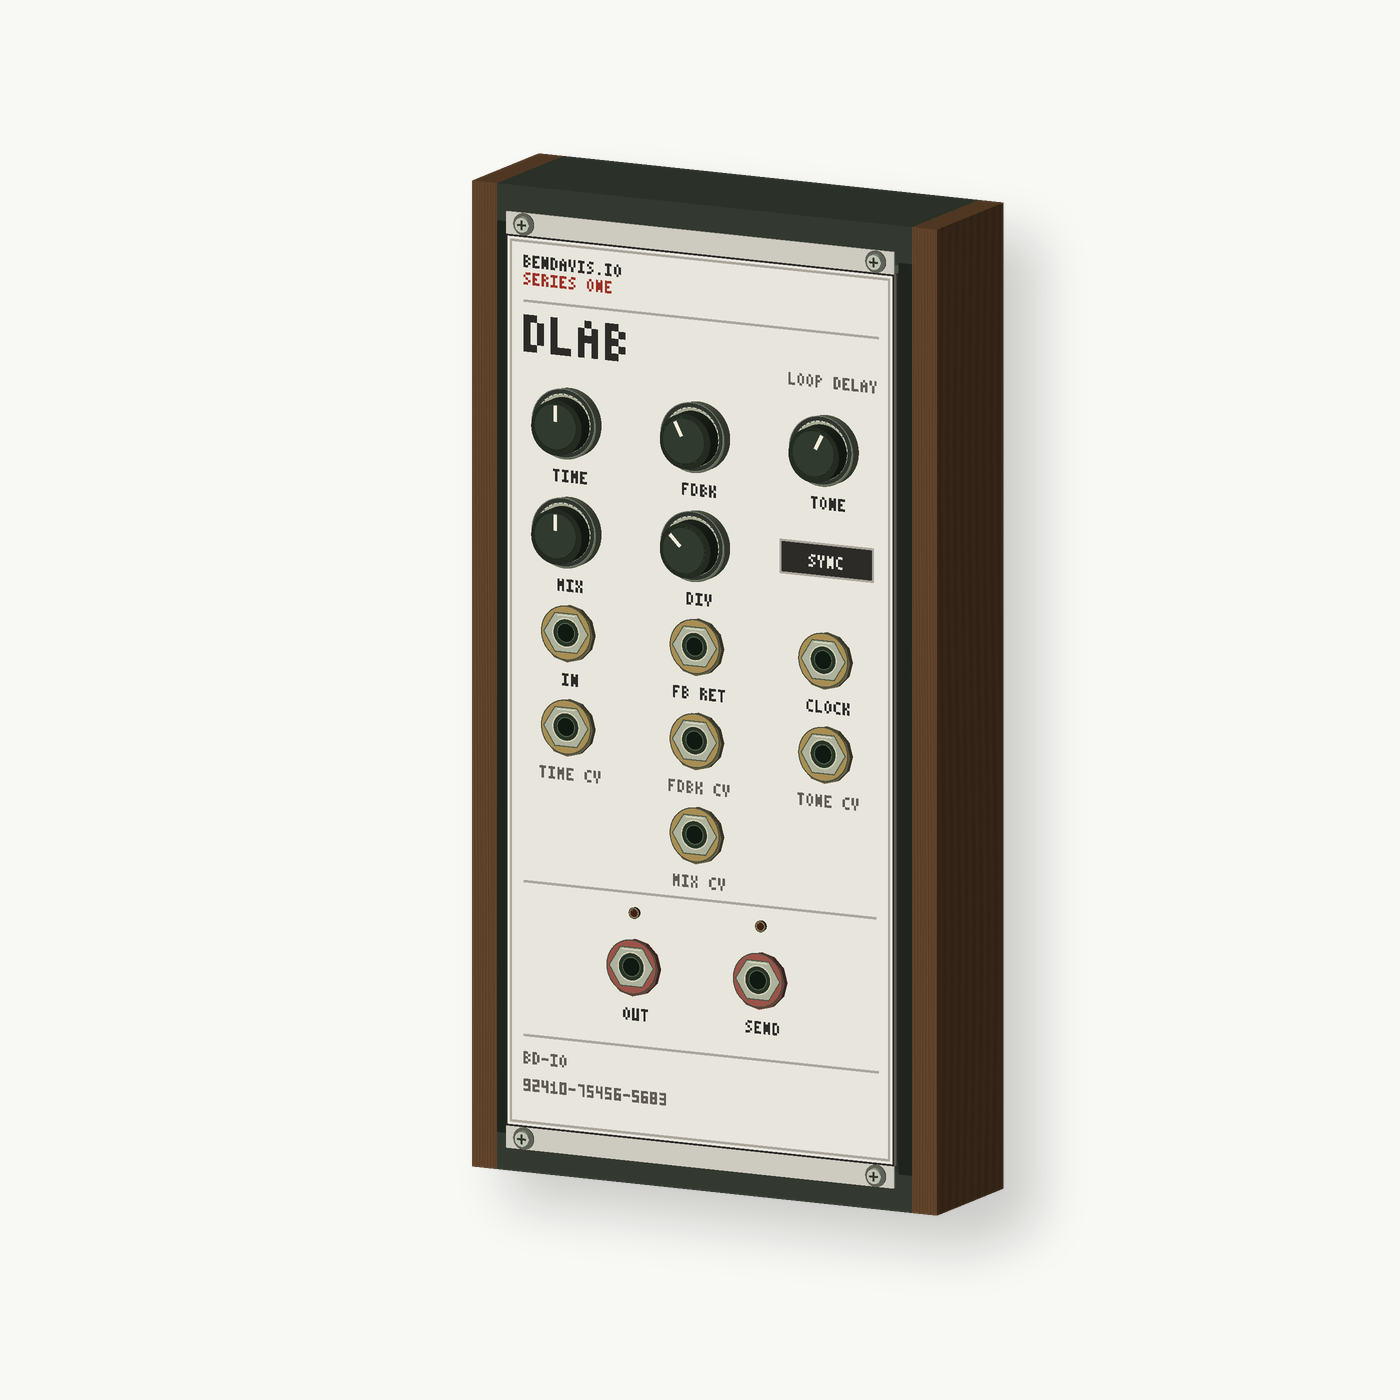 BENDAVIS.IO
SERIES ONE
DLAB
LOOP DELAY
TIME
FDBK
TONE
MIX
DIV
SYNC
IN
FB RET
CLOCK
TIME CV
FDBK CV
TONE CV
MIX CV
OUT
SEND
BD-IO
92410-75456-5683